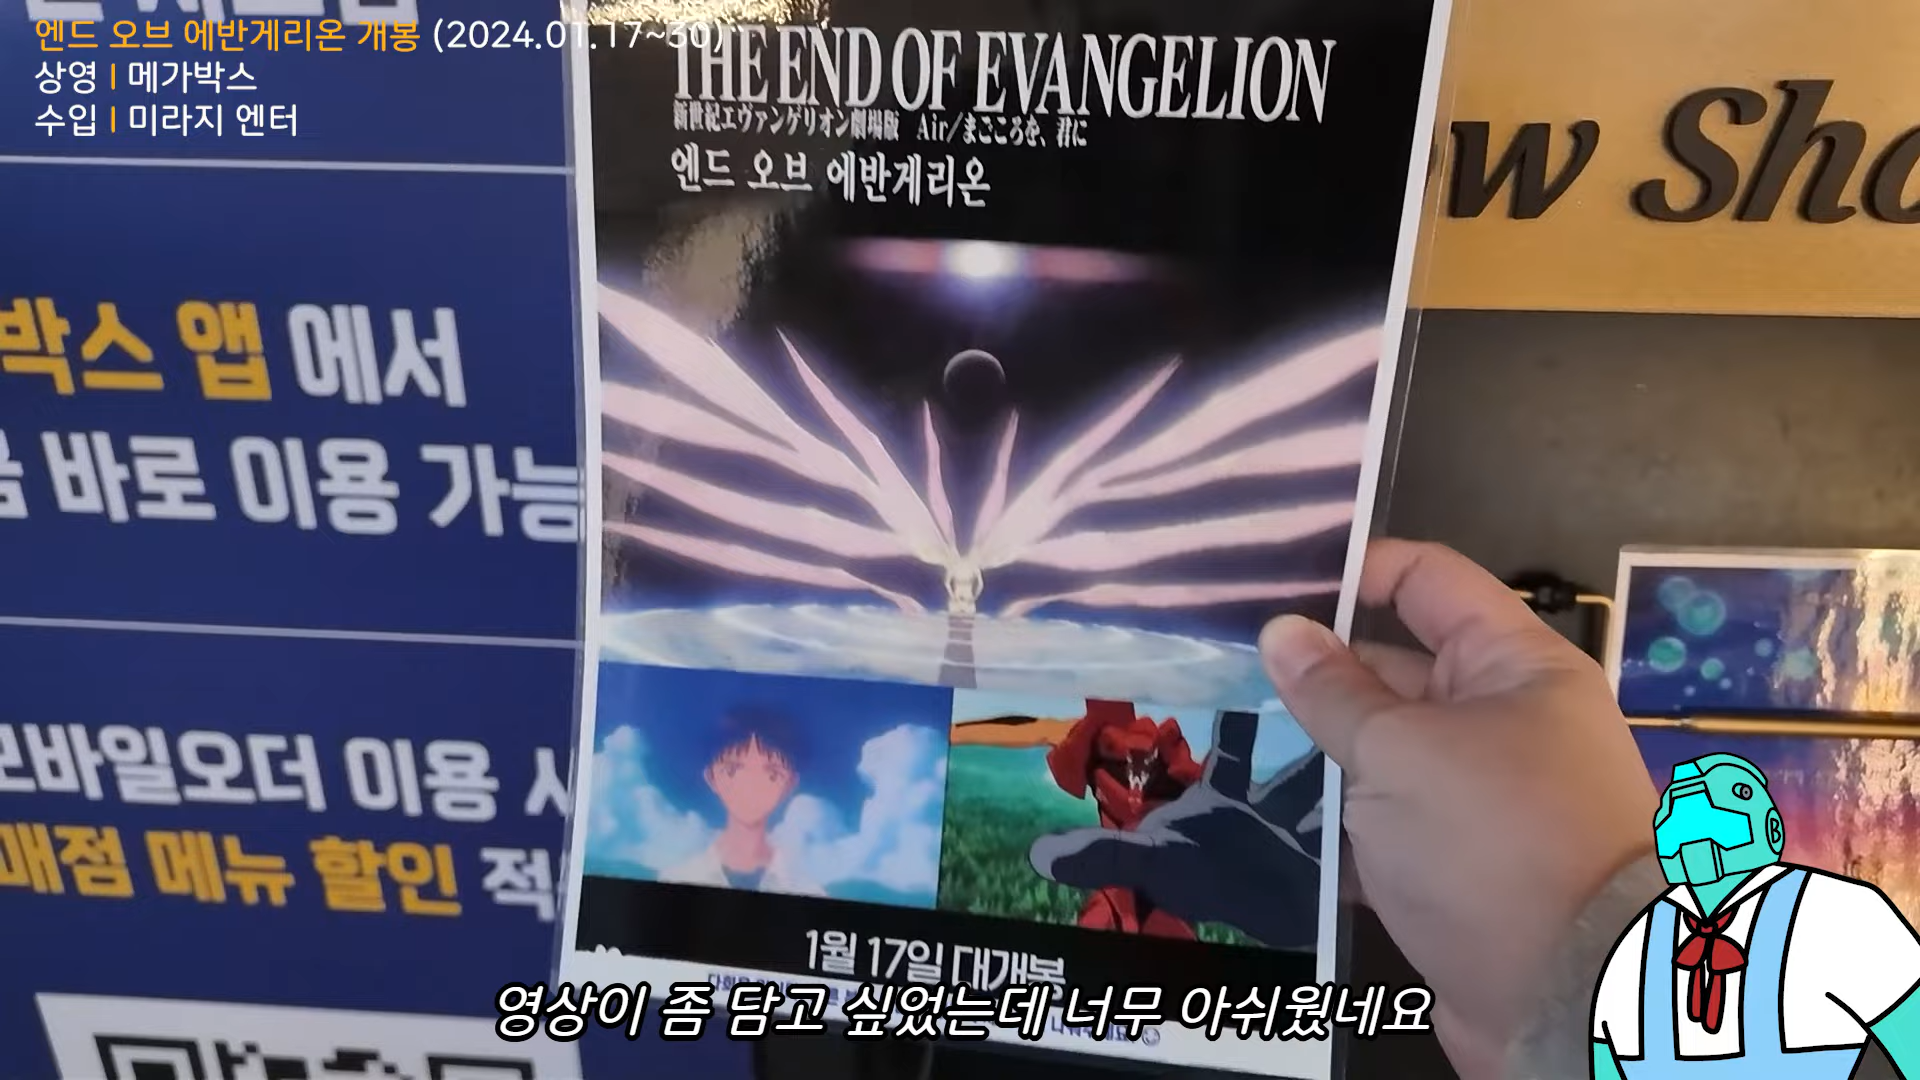 엔드 오브 에반게리온 개봉 (2024.01.17~30)
상영 | 메가박스
수입 | 미라지 엔터
THE END OF EVANGELION
新世紀エヴァンゲリオン劇場版 Air/まごころを、君に
엔드 오브 에반게리온
박스 앱 에서
바로 이용 가능
모바일오더 이용 시
매점 메뉴 할인
1월 17일 대개봉
영상이 좀 담고 싶었는데 너무 아쉬웠네요
B